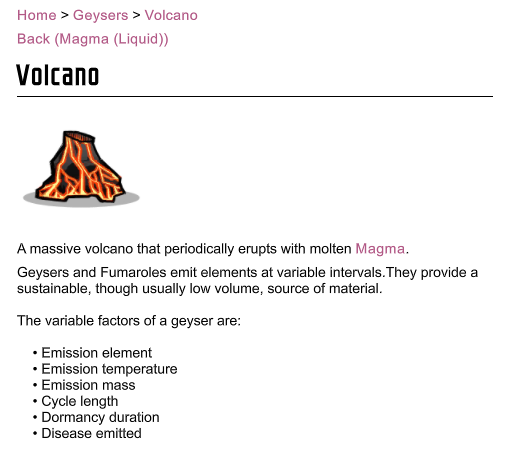 Home > Geysers > Volcano
Back (Magma (Liquid))
Volcano
A massive volcano that periodically erupts with molten Magma.
Geysers and Fumaroles emit elements at variable intervals.They provide a
sustainable, though usually low volume, source of material.
The variable factors of a geyser are:
• Emission element
• Emission temperature
• Emission mass
• Cycle length
• Dormancy duration
• Disease emitted